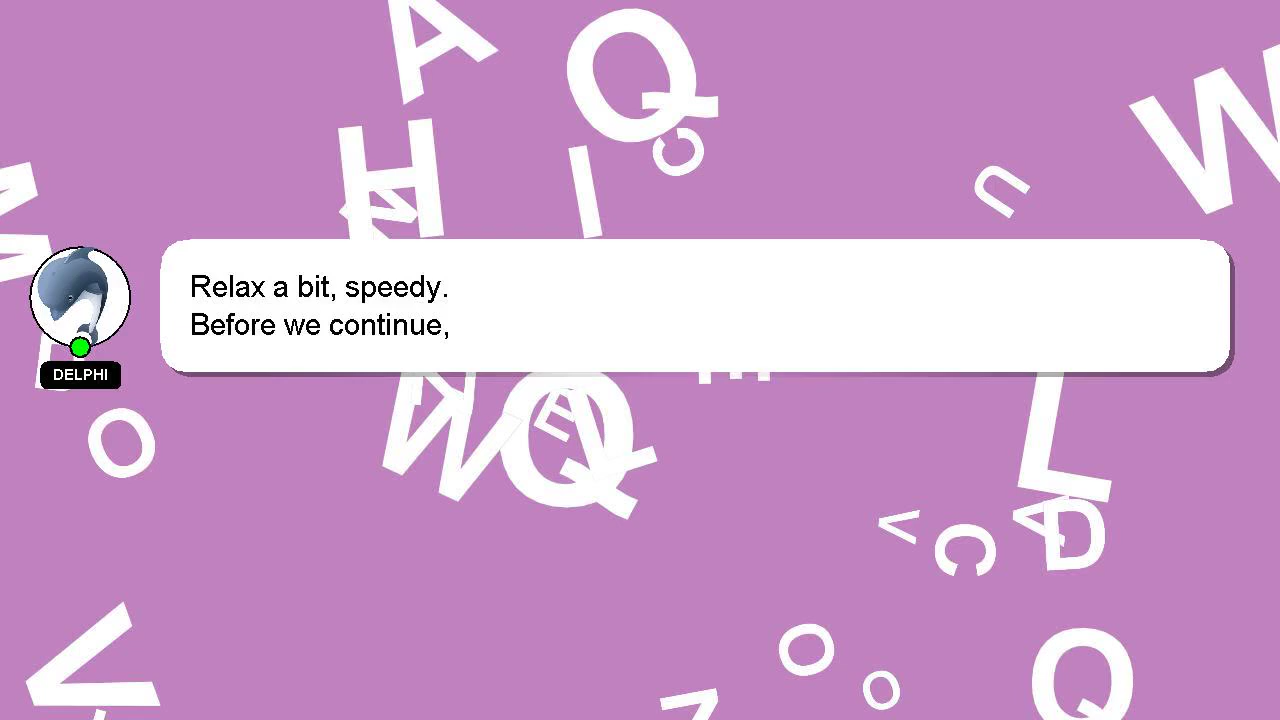 Relax a bit, speedy.
Before we continue,
DELPHI
A
Q
W
H
I
C
U
O
L
Q
E
V
C
D
V
O
O
Q